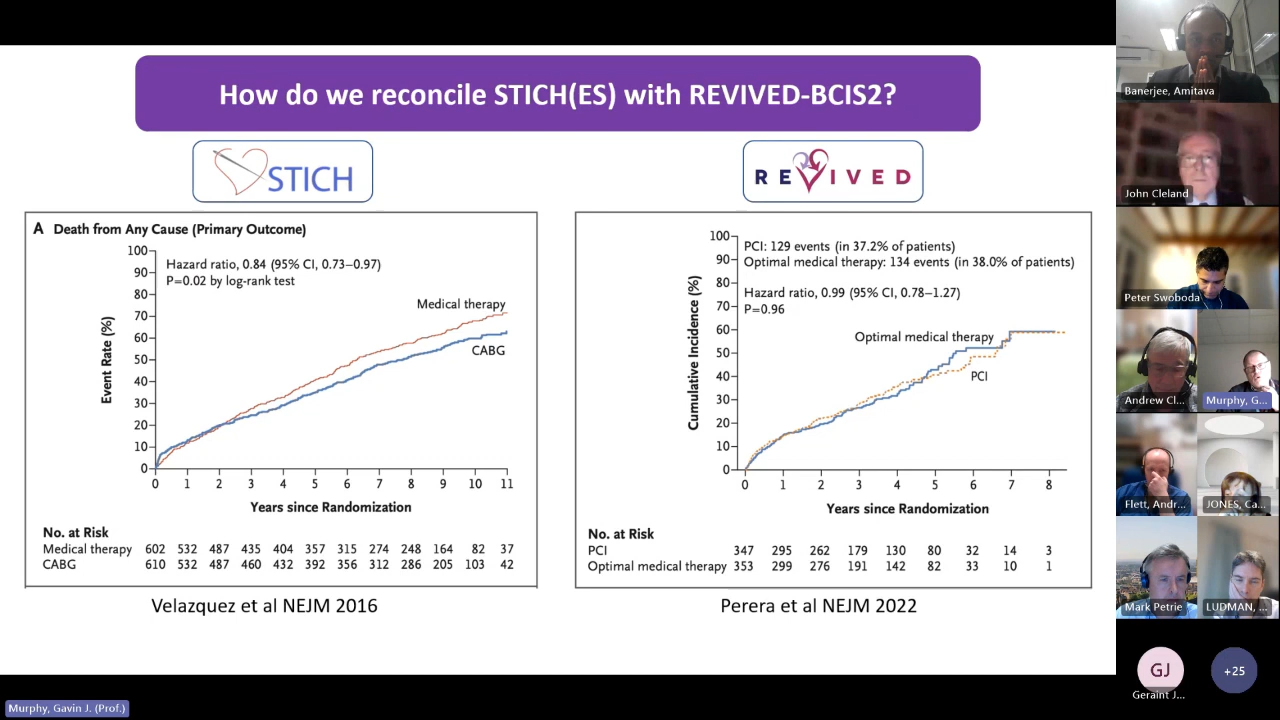 How do we reconcile STICH(ES) with REVIVED-BCIS2?
STICH
REVIVED
A Death from Any Cause (Primary Outcome)
Hazard ratio, 0.84 (95% CI, 0.73–0.97)
P=0.02 by log-rank test
Medical therapy
CABG
Event Rate (%)
100
90
80
70
60
50
40
30
20
10
0
0 1 2 3 4 5 6 7 8 9 10 11
Years since Randomization
No. at Risk
Medical therapy 602 532 487 435 404 357 315 274 248 164 82 37
CABG 610 532 487 460 432 392 356 312 286 205 103 42
Velazquez et al NEJM 2016
PCI: 129 events (in 37.2% of patients)
Optimal medical therapy: 134 events (in 38.0% of patients)
Hazard ratio, 0.99 (95% CI, 0.78–1.27)
P=0.96
Optimal medical therapy
PCI
Cumulative Incidence (%)
100
90
80
70
60
50
40
30
20
10
0
0 1 2 3 4 5 6 7 8
Years since Randomization
No. at Risk
PCI 347 295 262 179 130 80 32 14 3
Optimal medical therapy 353 299 276 191 142 82 33 10 1
Perera et al NEJM 2022
Banerjee, Amitava
John Cleland
Peter Swoboda
Andrew Cl...
Murphy, G...
Flett, Andr...
JONES, Ca...
Mark Petrie
LUDMAN, ...
GJ
Geraint J...
+25
Murphy, Gavin J. (Prof.)